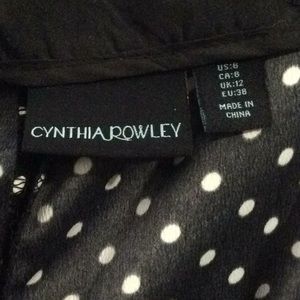 CYNTHIA ROWLEY
US:8
CA:8
UK:12
EU:38
MADE IN
CHINA